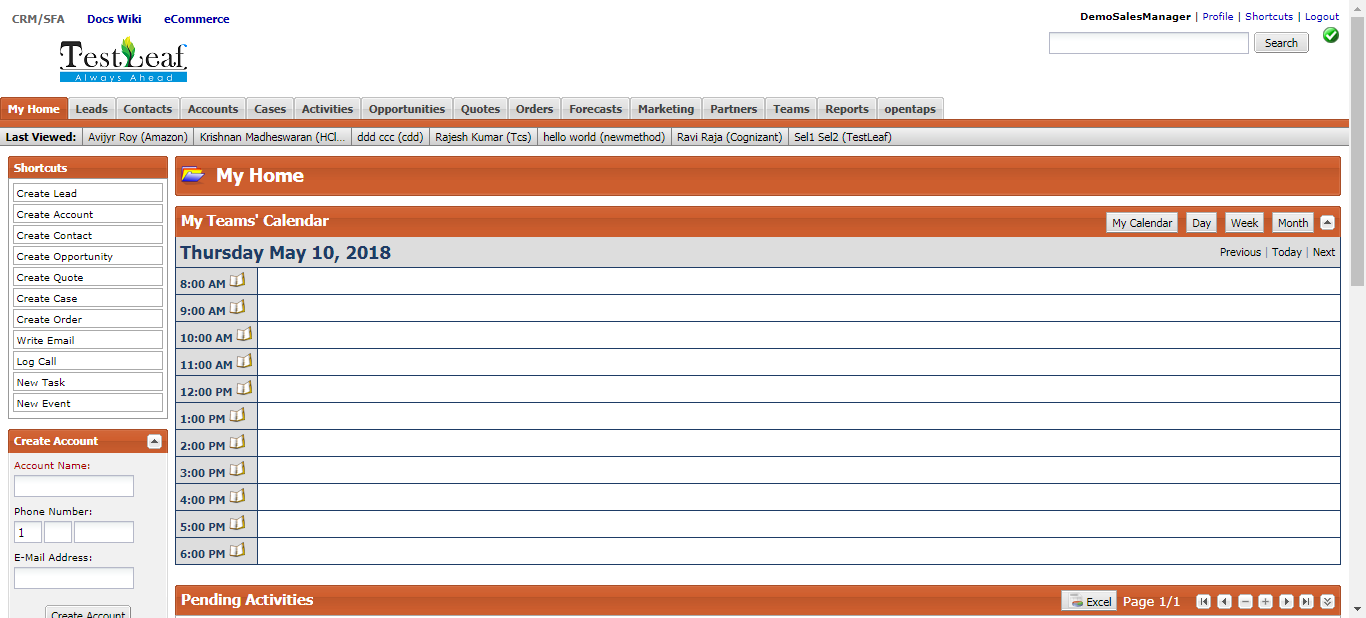 CRM/SFA Docs Wiki eCommerce
DemoSalesManager | Profile | Shortcuts | Logout
Search
TestLeaf
Always Ahead
My Home Leads Contacts Accounts Cases Activities Opportunities Quotes Orders Forecasts Marketing Partners Teams Reports opentaps
Last Viewed: Avijyr Roy (Amazon) Krishnan Madheswaran (HCl... ddd ccc (cdd) Rajesh Kumar (Tcs) hello world (newmethod) Ravi Raja (Cognizant) Sel1 Sel2 (TestLeaf)
Shortcuts
Create Lead
Create Account
Create Contact
Create Opportunity
Create Quote
Create Case
Create Order
Write Email
Log Call
New Task
New Event
Create Account
Account Name:
Phone Number:
1
E-Mail Address:
Create Account
My Home
My Teams' Calendar My Calendar Day Week Month
Thursday May 10, 2018 Previous | Today | Next
8:00 AM
9:00 AM
10:00 AM
11:00 AM
12:00 PM
1:00 PM
2:00 PM
3:00 PM
4:00 PM
5:00 PM
6:00 PM
Pending Activities Excel Page 1/1